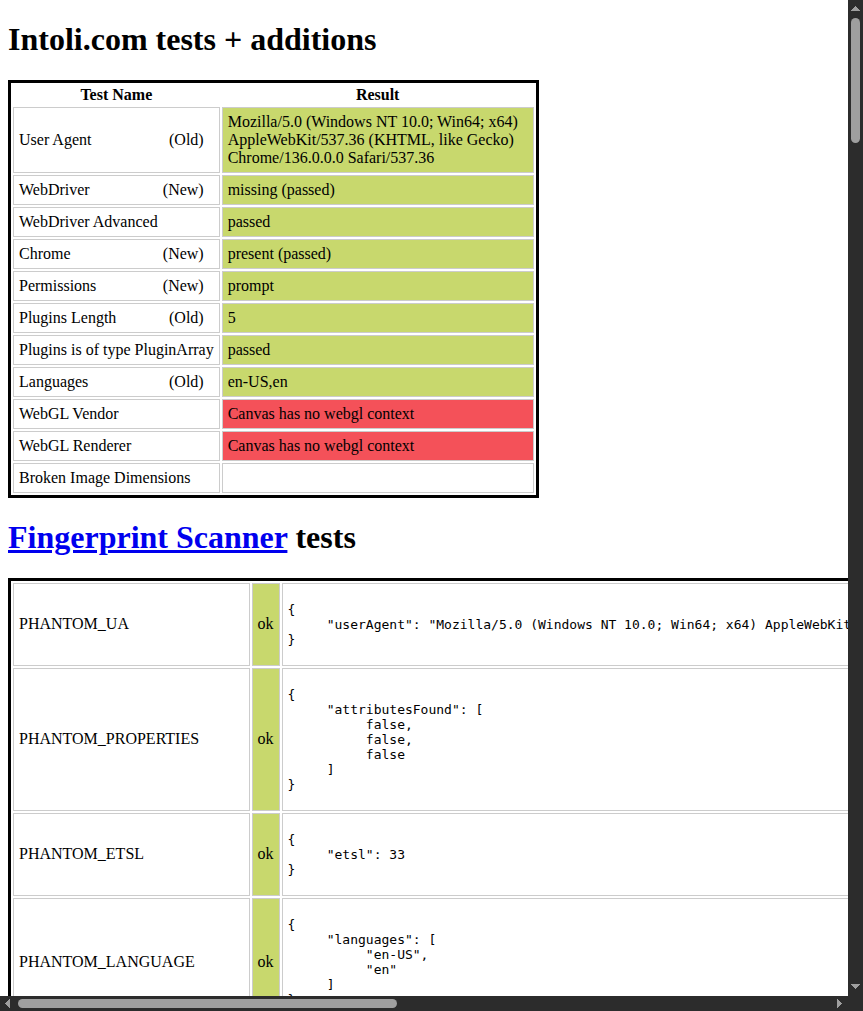 Intoli.com tests + additions
Test Name Result
User Agent (Old) Mozilla/5.0 (Windows NT 10.0; Win64; x64)
AppleWebKit/537.36 (KHTML, like Gecko)
Chrome/136.0.0.0 Safari/537.36
WebDriver (New) missing (passed)
WebDriver Advanced passed
Chrome (New) present (passed)
Permissions (New) prompt
Plugins Length (Old) 5
Plugins is of type PluginArray passed
Languages (Old) en-US,en
WebGL Vendor Canvas has no webgl context
WebGL Renderer Canvas has no webgl context
Broken Image Dimensions
Fingerprint Scanner tests
PHANTOM_UA ok
{
"userAgent": "Mozilla/5.0 (Windows NT 10.0; Win64; x64) AppleWebKit
}
PHANTOM_PROPERTIES ok
{
"attributesFound": [
false,
false,
false
]
}
PHANTOM_ETSL ok
{
"etsl": 33
}
PHANTOM_LANGUAGE ok
{
"languages": [
"en-US",
"en"
]